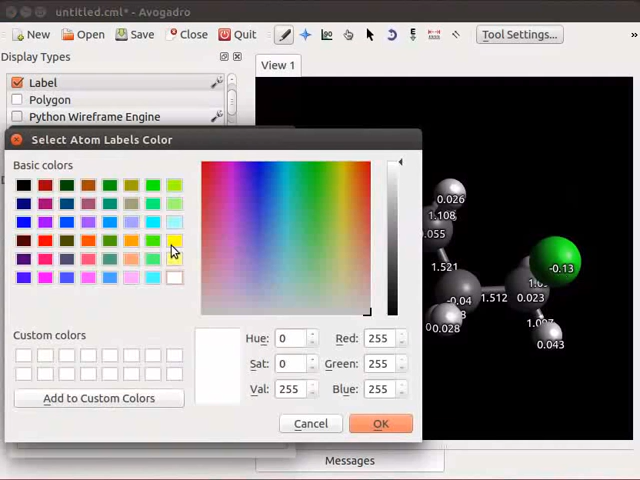 untitled.cml* - Avogadro
New Open Save Close Quit Tool Settings... »
Display Types
View 1
Label
Polygon
Python Wireframe Engine
Select Atom Labels Color
Basic colors
0.026
1.108
.055
-0.13
1.521
-0.04
1.512
0.023
0.028
0.043
Custom colors
Hue: 0 Red: 255
Sat: 0 Green: 255
Val: 255 Blue: 255
Add to Custom Colors
Cancel OK
Messages